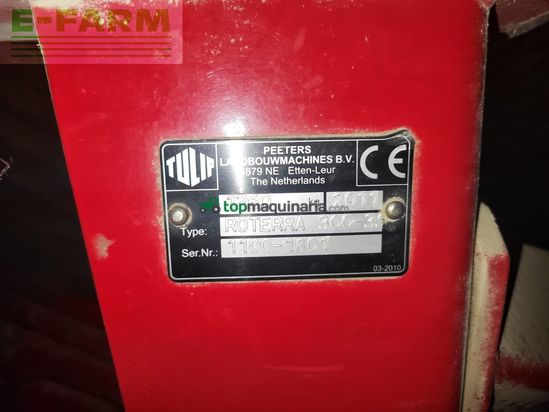 E-FARM
TULIP
PEETERS
LANDBOUWMACHINES B.V.
4879 NE Etten-Leur
The Netherlands
CE
kg 2011
topmaquinaria.com
Type: ROTERRA 300-
Ser.Nr.: 1100-1801
03-2010